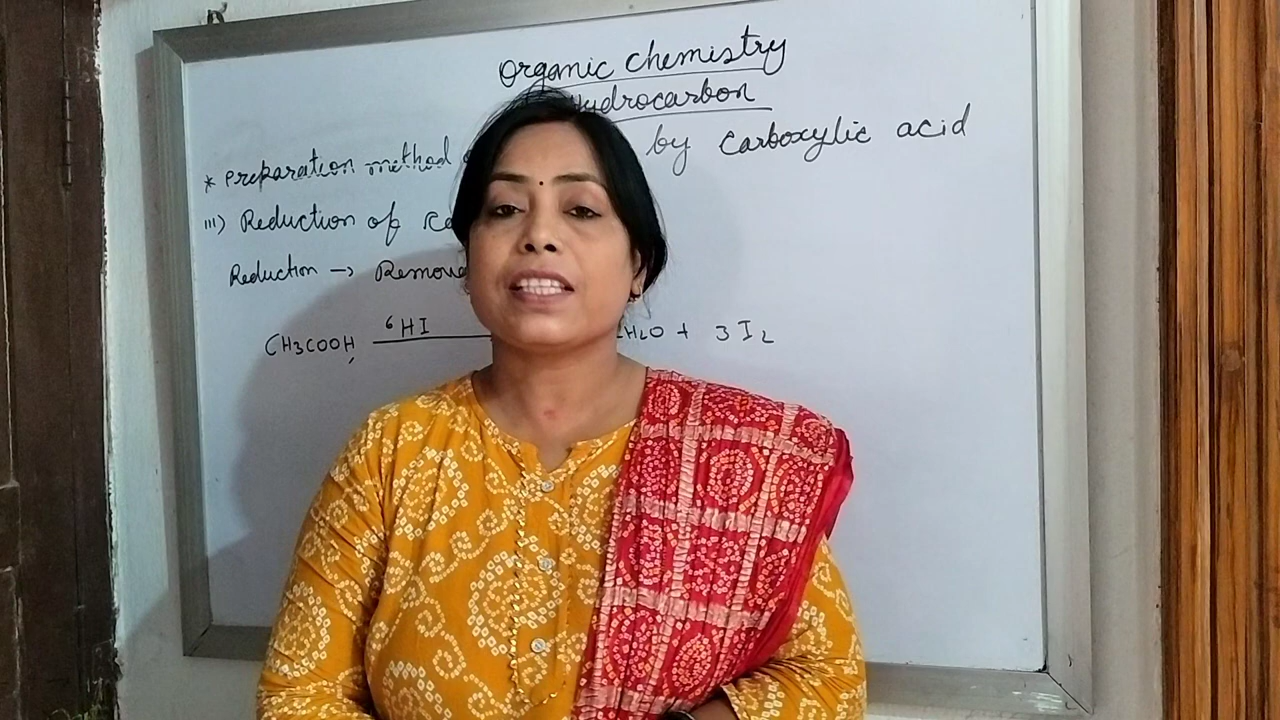 Organic chemistry
Hydrocarbon
* Preparation method by carboxylic acid
III) Reduction of
Reduction → Remove
CH3COOH 6HI H2O + 3I2